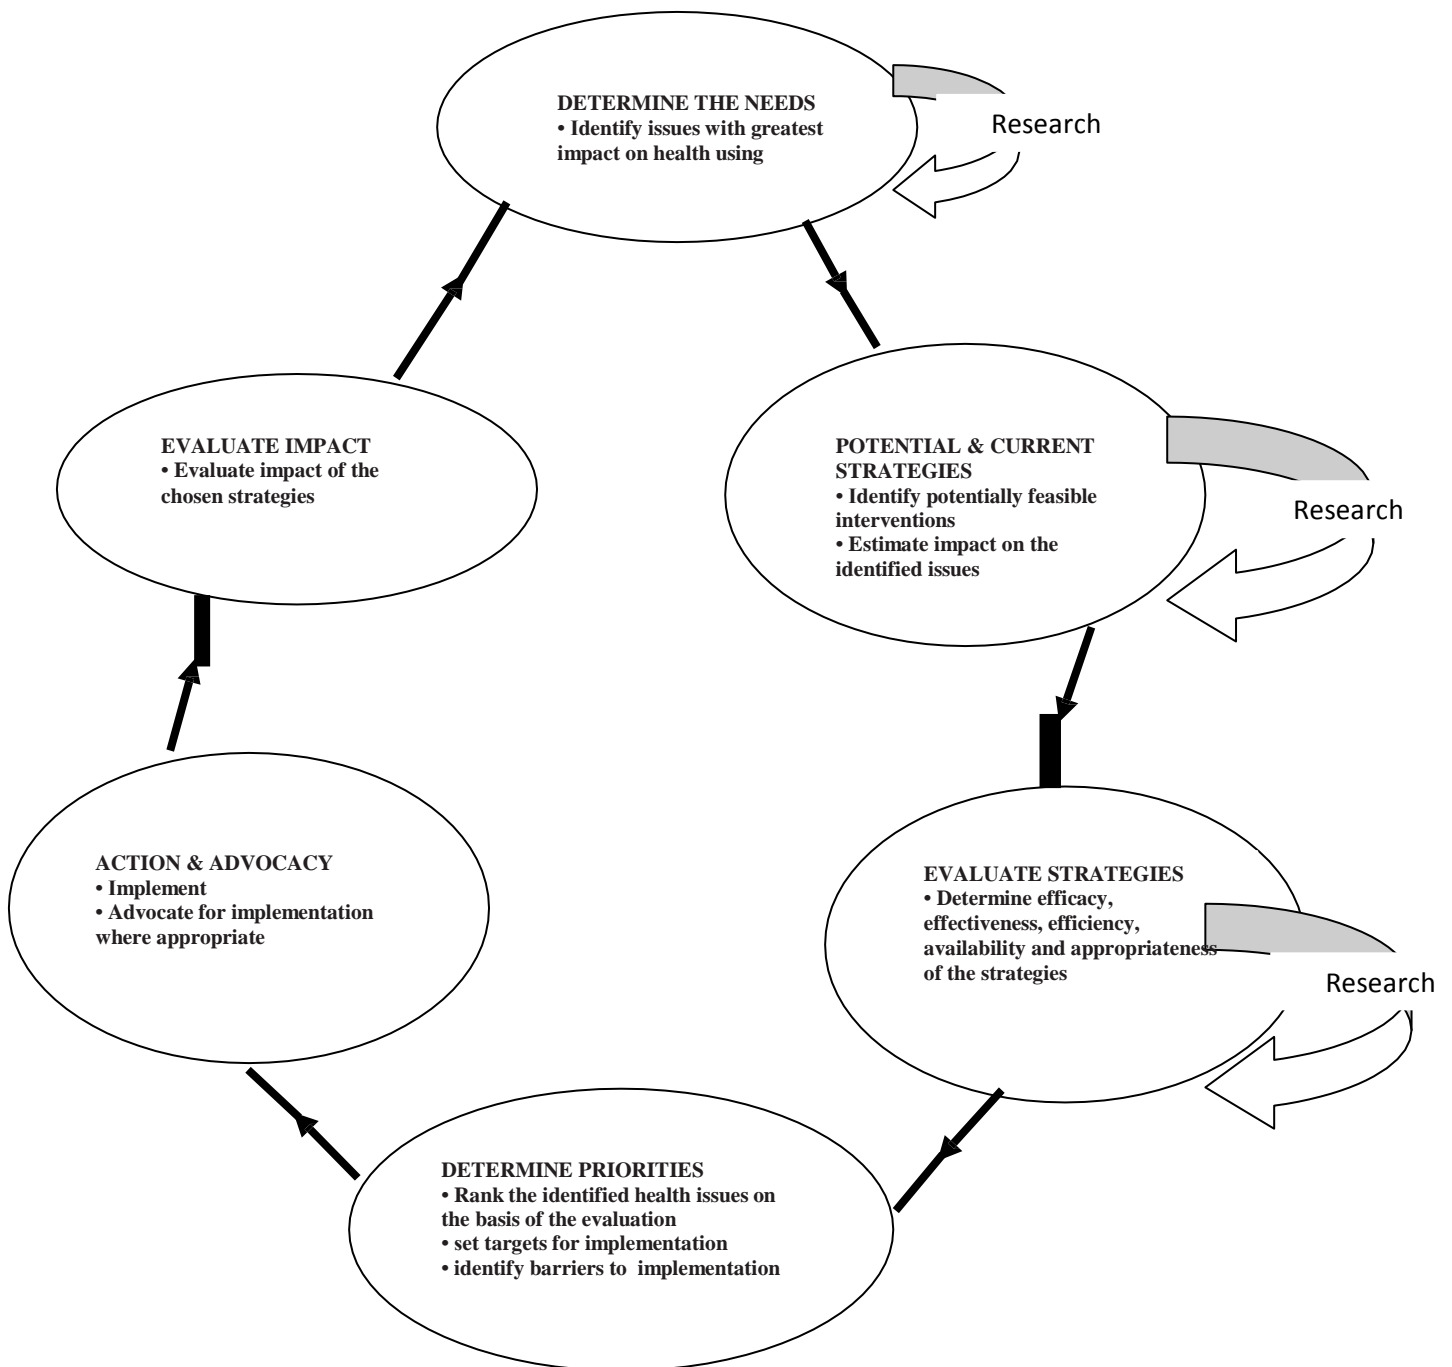 DETERMINE THE NEEDS
• Identify issues with greatest
impact on health using
Research
POTENTIAL & CURRENT
STRATEGIES
• Identify potentially feasible
interventions
• Estimate impact on the
identified issues
Research
EVALUATE STRATEGIES
• Determine efficacy,
effectiveness, efficiency,
availability and appropriateness
of the strategies
Research
DETERMINE PRIORITIES
• Rank the identified health issues on
the basis of the evaluation
• set targets for implementation
• identify barriers to implementation
ACTION & ADVOCACY
• Implement
• Advocate for implementation
where appropriate
EVALUATE IMPACT
• Evaluate impact of the
chosen strategies